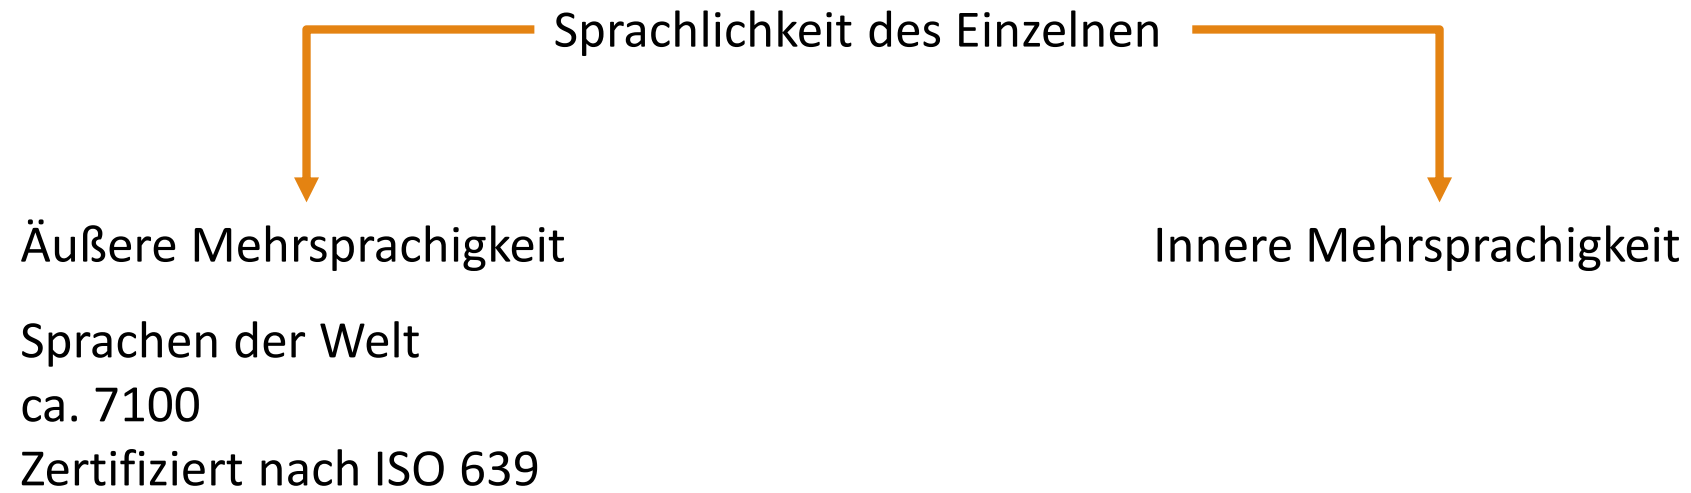 Sprachlichkeit des Einzelnen
Äußere Mehrsprachigkeit
Innere Mehrsprachigkeit
Sprachen der Welt
ca. 7100
Zertifiziert nach ISO 639